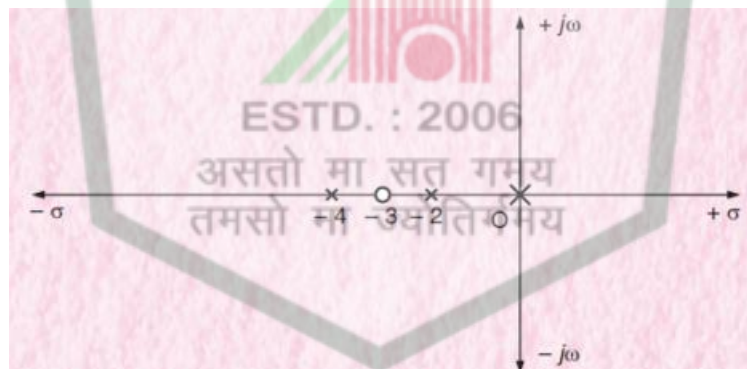 + jω
ESTD. : 2006
असतो मा सत गमय
– σ
–4 –3 –2
O
+ σ
तमसो मा ज्योतिर्गमय
– jω